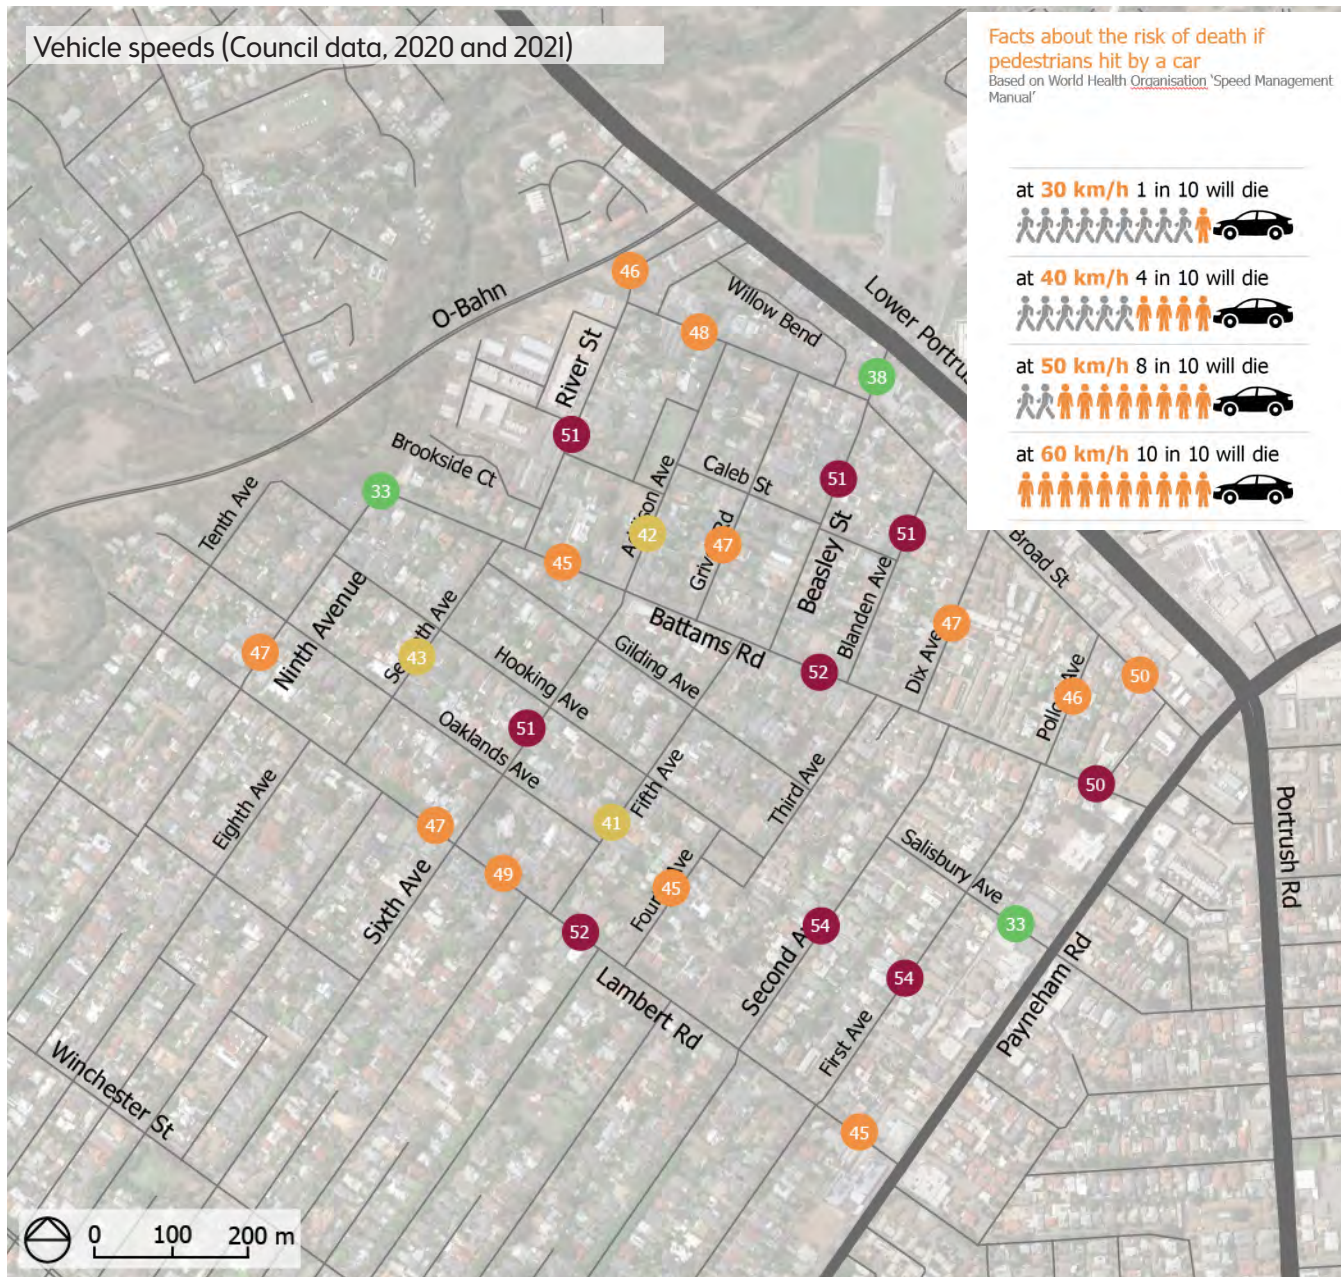 Vehicle speeds (Council data, 2020 and 2021)
Facts about the risk of death if
pedestrians hit by a car
Based on World Health Organisation ‘Speed Management
Manual’
at 30 km/h 1 in 10 will die
at 40 km/h 4 in 10 will die
at 50 km/h 8 in 10 will die
at 60 km/h 10 in 10 will die
46
O-Bahn
Willow Bend
Lower Portrus
48
38
River St
51
Brookside Ct
Caleb St
51
33
Tenth Ave
42
47
51
Broad St
45
Beasley St
Blanden Ave
Battams Rd
47
Dix Ave
Ninth Avenue
47
43
Hooking Ave
Gilding Ave
52
50
46
Oaklands Ave
51
Fifth Ave
Third Ave
50
Portrush Rd
Eighth Ave
47
41
Salisbury Ave
49
45
Sixth Ave
52
54
33
Second A
54
Lambert Rd
Payneham Rd
First Ave
Winchester St
45
0 100 200 m